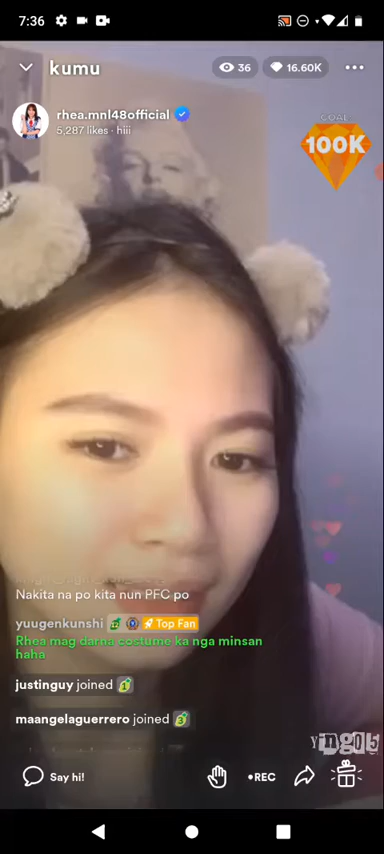 7:36
kumu
36
16.60K
rhea.mnl48official
5,287 likes · hiii
GOAL
100K
Nakita na po kita nun PFC po
yuugenkunshi Top Fan
Rhea mag darna costume ka nga minsan
haha
justinguy joined 1
maangelaguerrero joined 3
Say hi!
•REC